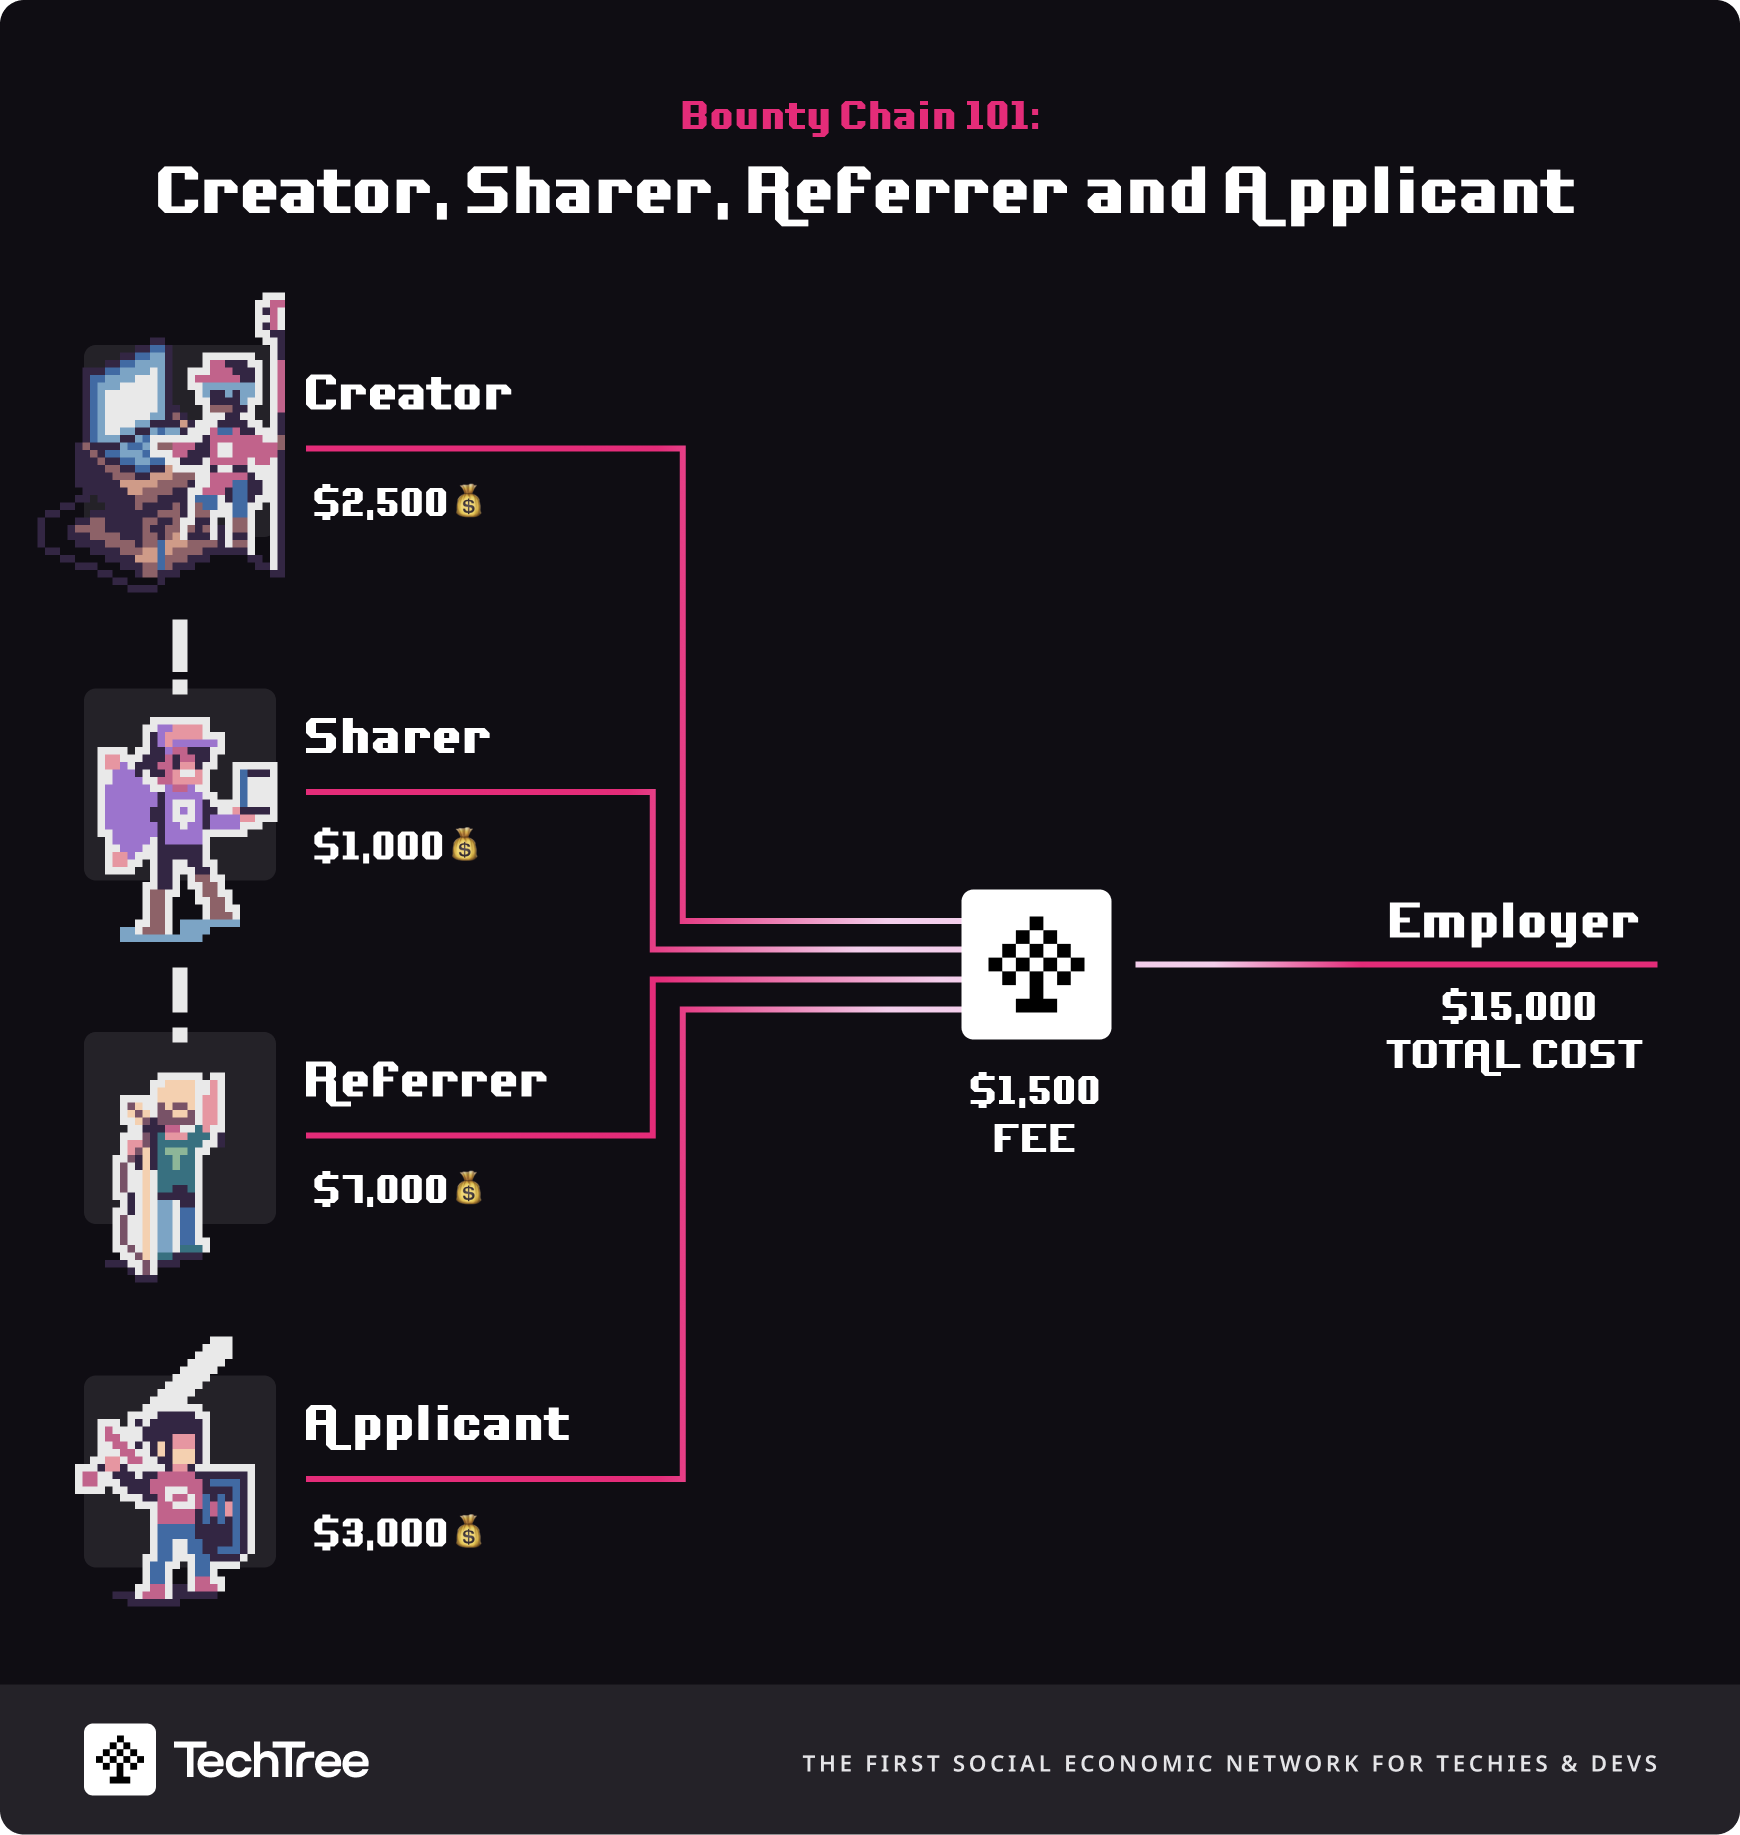 Bounty Chain 101:
Creator, Sharer, Referrer and Applicant
Creator
$2,500
Sharer
$1,000
Referrer
$7,000
Applicant
$3,000
$1,500
FEE
Employer
$15,000
TOTAL COST
TechTree
THE FIRST SOCIAL ECONOMIC NETWORK FOR TECHIES & DEVS